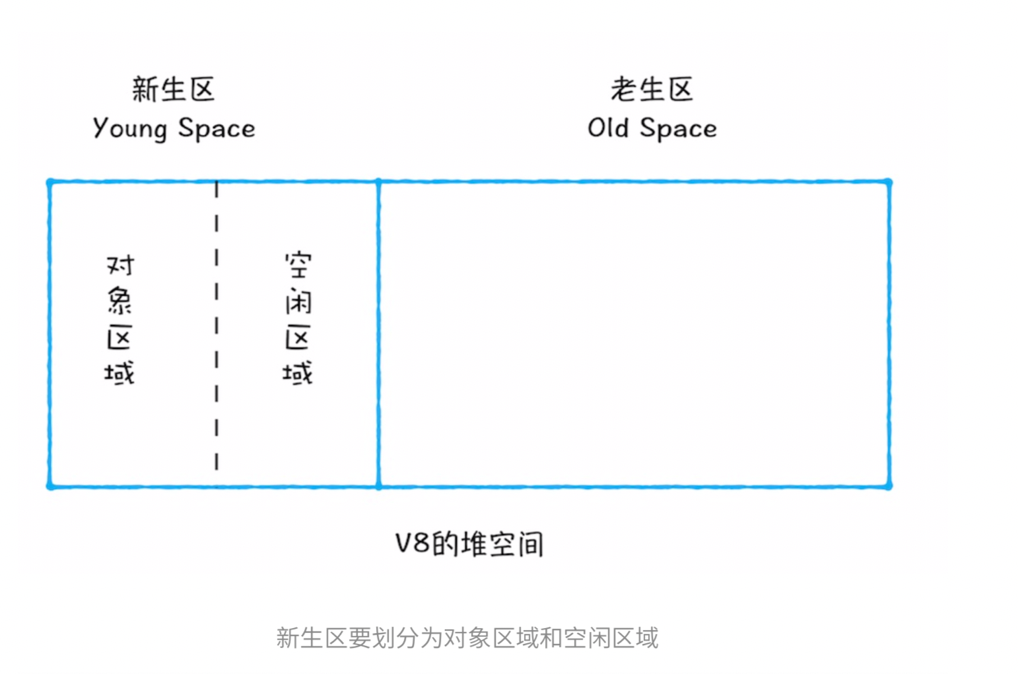 新生区
Young Space
老生区
Old Space
对象区域
空闲区域
V8的堆空间
新生区要划分为对象区域和空闲区域